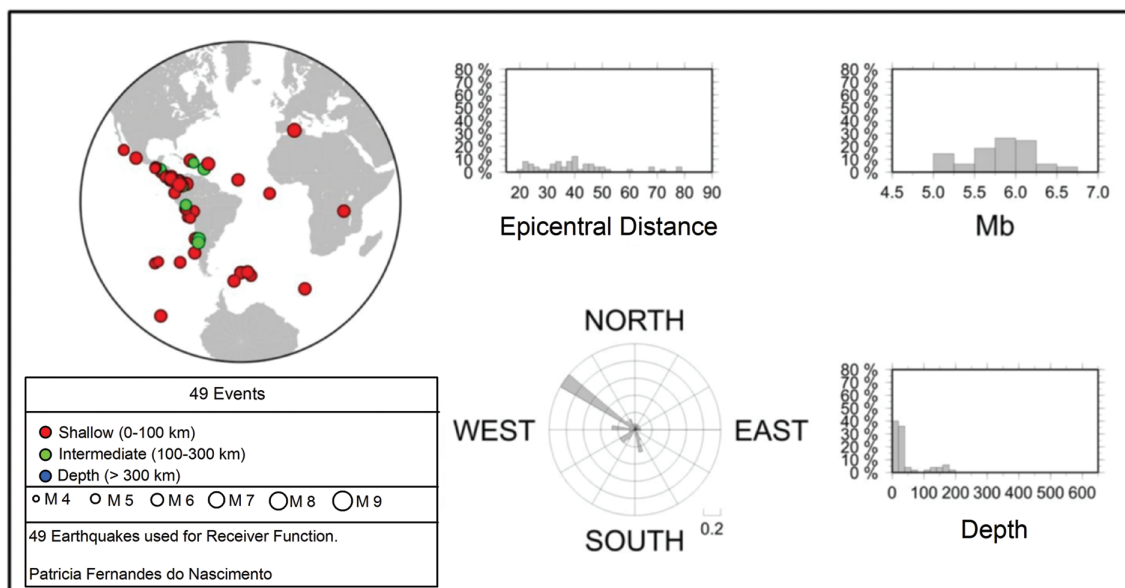 80 %
70 %
60 %
50 %
40 %
30 %
20 %
10 %
0 %
20 30 40 50 60 70 80 90
Epicentral Distance
80 %
70 %
60 %
50 %
40 %
30 %
20 %
10 %
0 %
4.5 5.0 5.5 6.0 6.5 7.0
Mb
49 Events
Shallow (0-100 km)
Intermediate (100-300 km)
Depth (> 300 km)
M 4 M 5 M 6 M 7 M 8 M 9
49 Earthquakes used for Receiver Function.
Patricia Fernandes do Nascimento
NORTH
WEST EAST
SOUTH
0.2
80 %
70 %
60 %
50 %
40 %
30 %
20 %
10 %
0 %
0 100 200 300 400 500 600
Depth